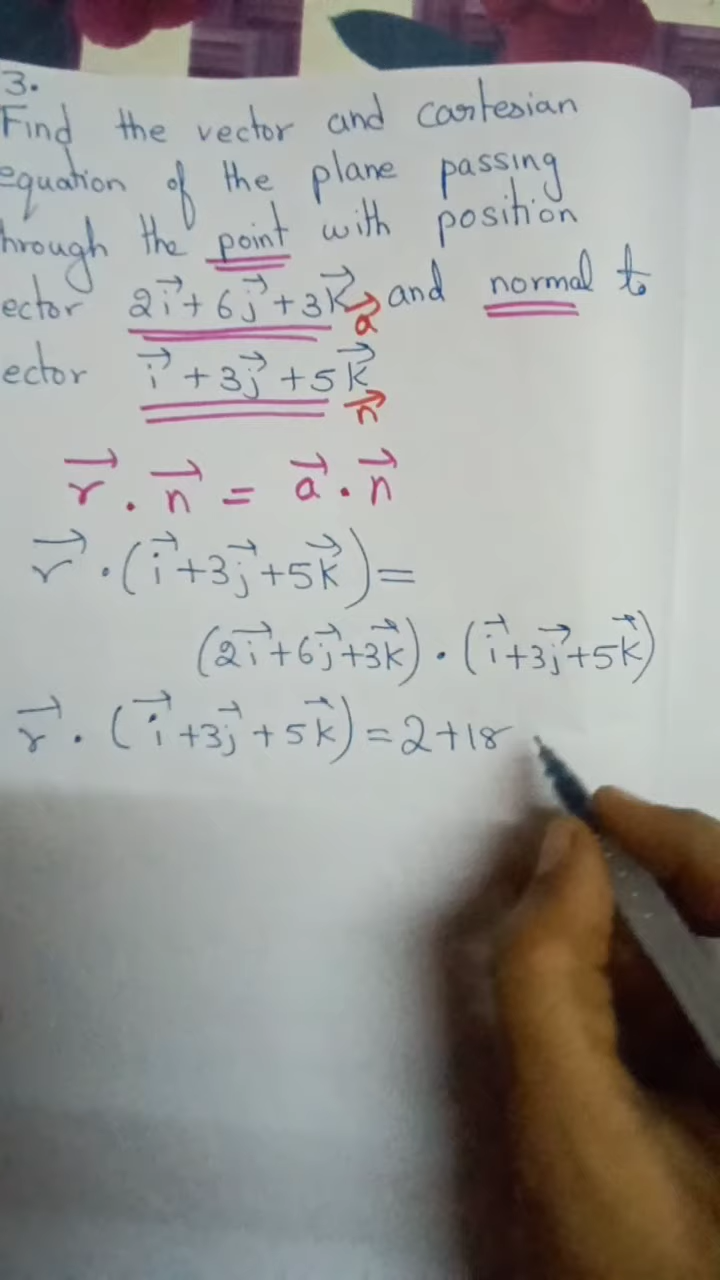 3.
Find the vector and cartesian
equation of the plane passing
hrough the point with position
ector 2i⃗ + 6j⃗ + 3k⃗ a⃗ and normal to
ector i⃗ + 3j⃗ + 5k⃗ n⃗
r⃗ . n⃗ = a⃗ . n⃗
r⃗ . (i⃗ + 3j⃗ + 5k⃗) =
(2i⃗ + 6j⃗ + 3k⃗) . (i⃗ + 3j⃗ + 5k⃗)
r⃗ . (i⃗ + 3j⃗ + 5k⃗) = 2 + 18